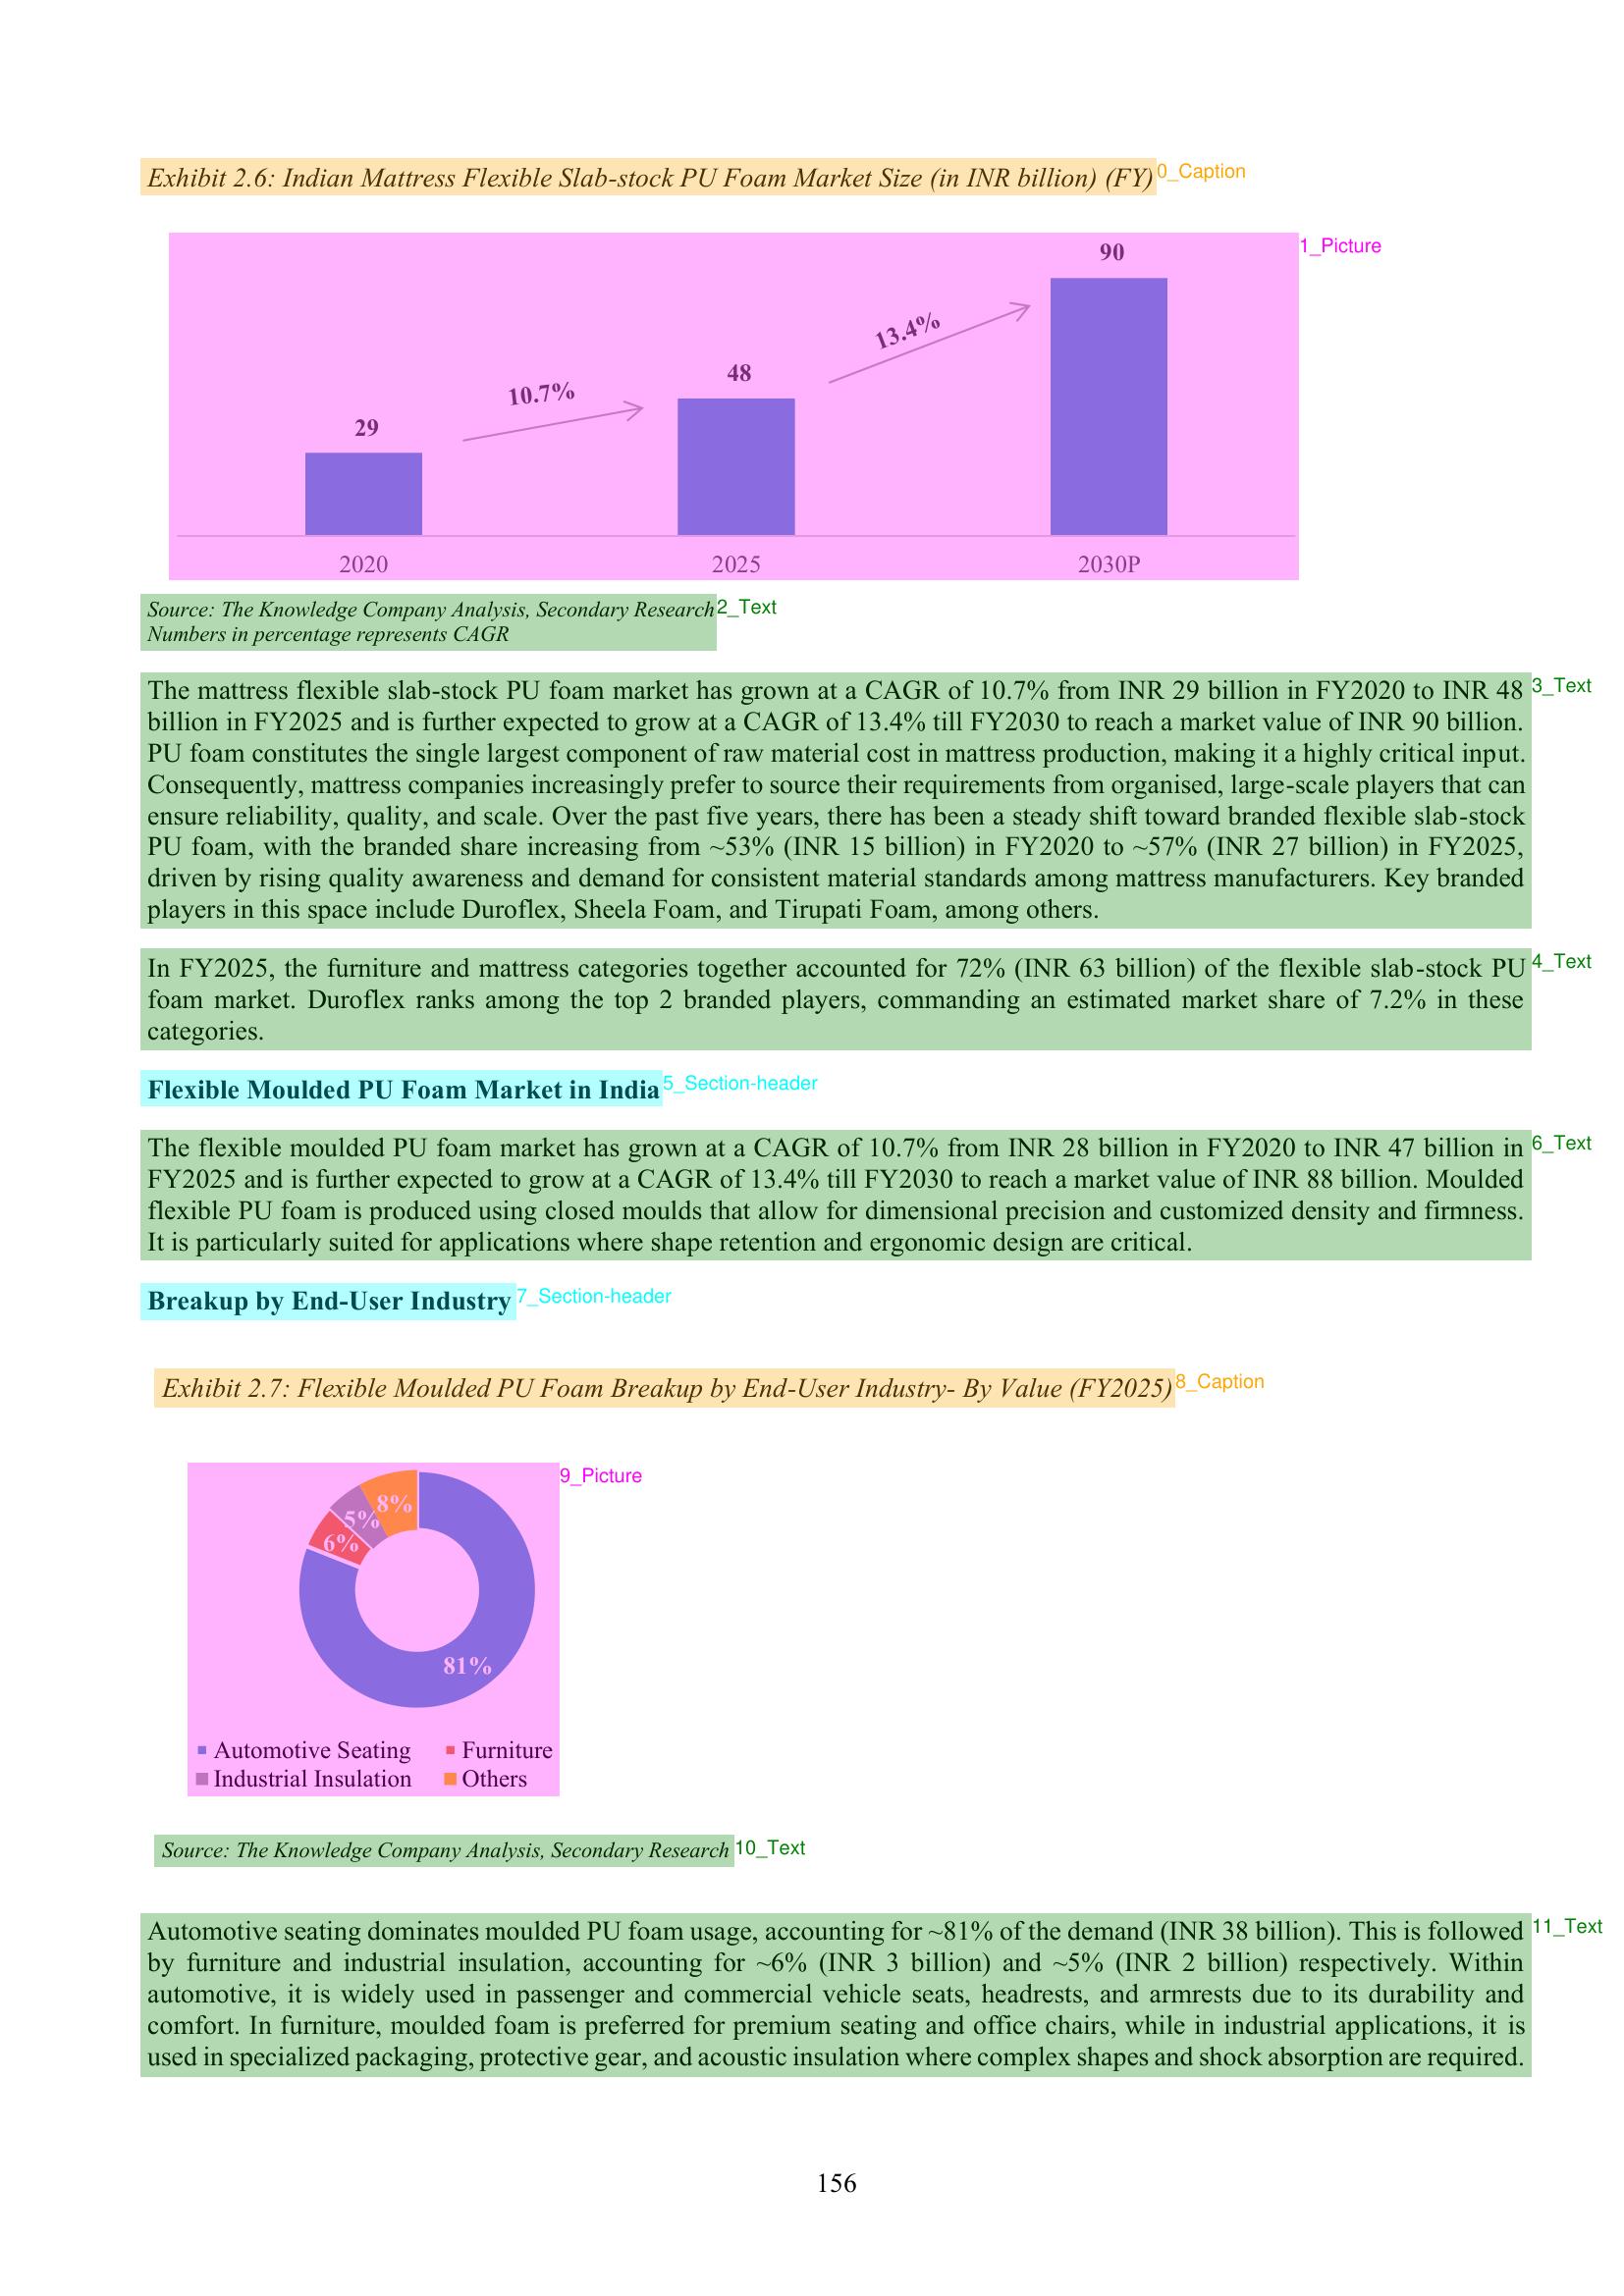 Exhibit 2.6: Indian Mattress Flexible Slab-stock PU Foam Market Size (in INR billion) (FY)
0_Caption
1_Picture
90
13.4%
48
10.7%
29
2020 2025 2030P
Source: The Knowledge Company Analysis, Secondary Research
2_Text
Numbers in percentage represents CAGR
The mattress flexible slab-stock PU foam market has grown at a CAGR of 10.7% from INR 29 billion in FY2020 to INR 48
3_Text
billion in FY2025 and is further expected to grow at a CAGR of 13.4% till FY2030 to reach a market value of INR 90 billion.
PU foam constitutes the single largest component of raw material cost in mattress production, making it a highly critical input.
Consequently, mattress companies increasingly prefer to source their requirements from organised, large-scale players that can
ensure reliability, quality, and scale. Over the past five years, there has been a steady shift toward branded flexible slab-stock
PU foam, with the branded share increasing from ~53% (INR 15 billion) in FY2020 to ~57% (INR 27 billion) in FY2025,
driven by rising quality awareness and demand for consistent material standards among mattress manufacturers. Key branded
players in this space include Duroflex, Sheela Foam, and Tirupati Foam, among others.
In FY2025, the furniture and mattress categories together accounted for 72% (INR 63 billion) of the flexible slab-stock PU
4_Text
foam market. Duroflex ranks among the top 2 branded players, commanding an estimated market share of 7.2% in these
categories.
Flexible Moulded PU Foam Market in India
5_Section-header
The flexible moulded PU foam market has grown at a CAGR of 10.7% from INR 28 billion in FY2020 to INR 47 billion in
6_Text
FY2025 and is further expected to grow at a CAGR of 13.4% till FY2030 to reach a market value of INR 88 billion. Moulded
flexible PU foam is produced using closed moulds that allow for dimensional precision and customized density and firmness.
It is particularly suited for applications where shape retention and ergonomic design are critical.
Breakup by End-User Industry
7_Section-header
Exhibit 2.7: Flexible Moulded PU Foam Breakup by End-User Industry- By Value (FY2025)
8_Caption
9_Picture
8%
5%
6%
81%
Automotive Seating Furniture
Industrial Insulation Others
Source: The Knowledge Company Analysis, Secondary Research
10_Text
Automotive seating dominates moulded PU foam usage, accounting for ~81% of the demand (INR 38 billion). This is followed
11_Text
by furniture and industrial insulation, accounting for ~6% (INR 3 billion) and ~5% (INR 2 billion) respectively. Within
automotive, it is widely used in passenger and commercial vehicle seats, headrests, and armrests due to its durability and
comfort. In furniture, moulded foam is preferred for premium seating and office chairs, while in industrial applications, it is
used in specialized packaging, protective gear, and acoustic insulation where complex shapes and shock absorption are required.
156